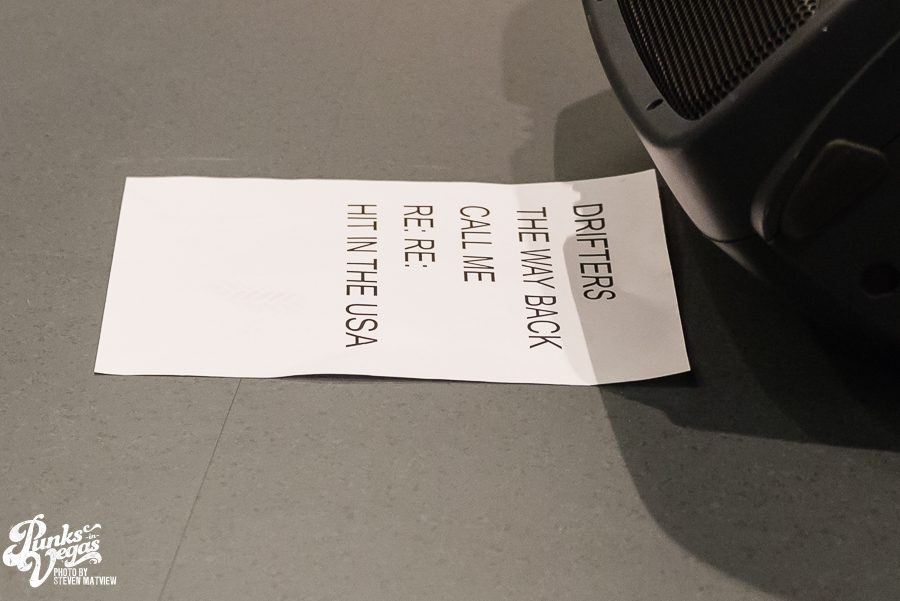 DRIFTERS
THE WAY BACK
CALL ME
RE: RE:
HIT IN THE USA
Punks
-in-
Vegas
PHOTO BY
STEVEN MATVIEW